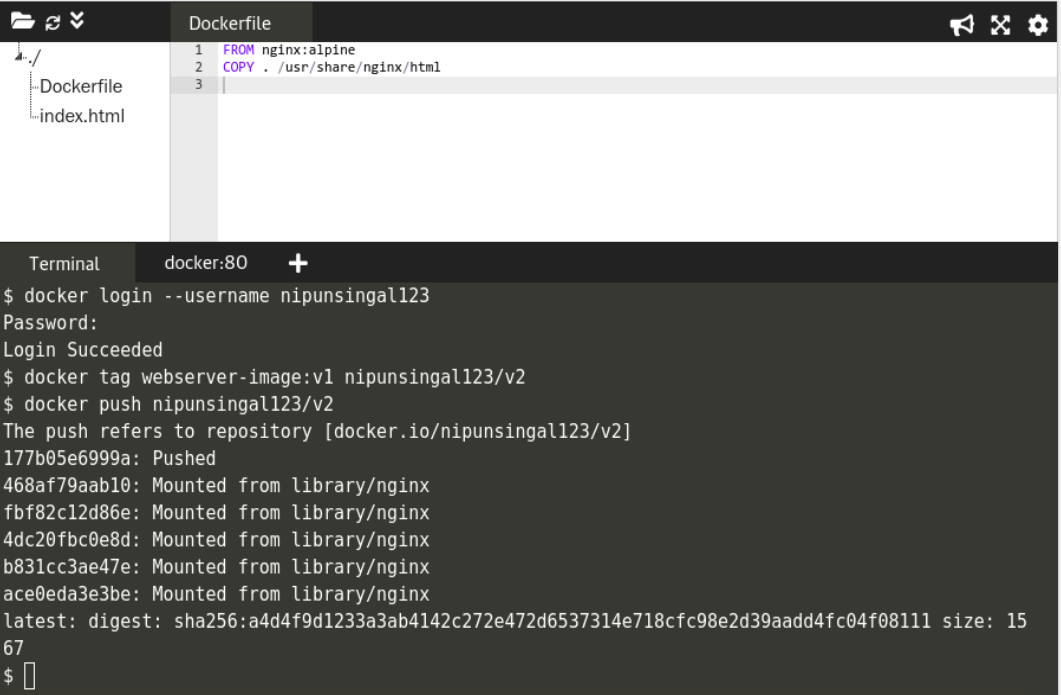 Dockerfile
./
Dockerfile
index.html
1 FROM nginx:alpine
2 COPY . /usr/share/nginx/html
3
Terminal docker:80 +
$ docker login --username nipunsingal123
Password:
Login Succeeded
$ docker tag webserver-image:v1 nipunsingal123/v2
$ docker push nipunsingal123/v2
The push refers to repository [docker.io/nipunsingal123/v2]
177b05e6999a: Pushed
468af79aab10: Mounted from library/nginx
fbf82c12d86e: Mounted from library/nginx
4dc20fbc0e8d: Mounted from library/nginx
b831cc3ae47e: Mounted from library/nginx
ace0eda3e3be: Mounted from library/nginx
latest: digest: sha256:a4d4f9d1233a3ab4142c272e472d6537314e718cfc98e2d39aadd4fc04f08111 size: 15
67
$